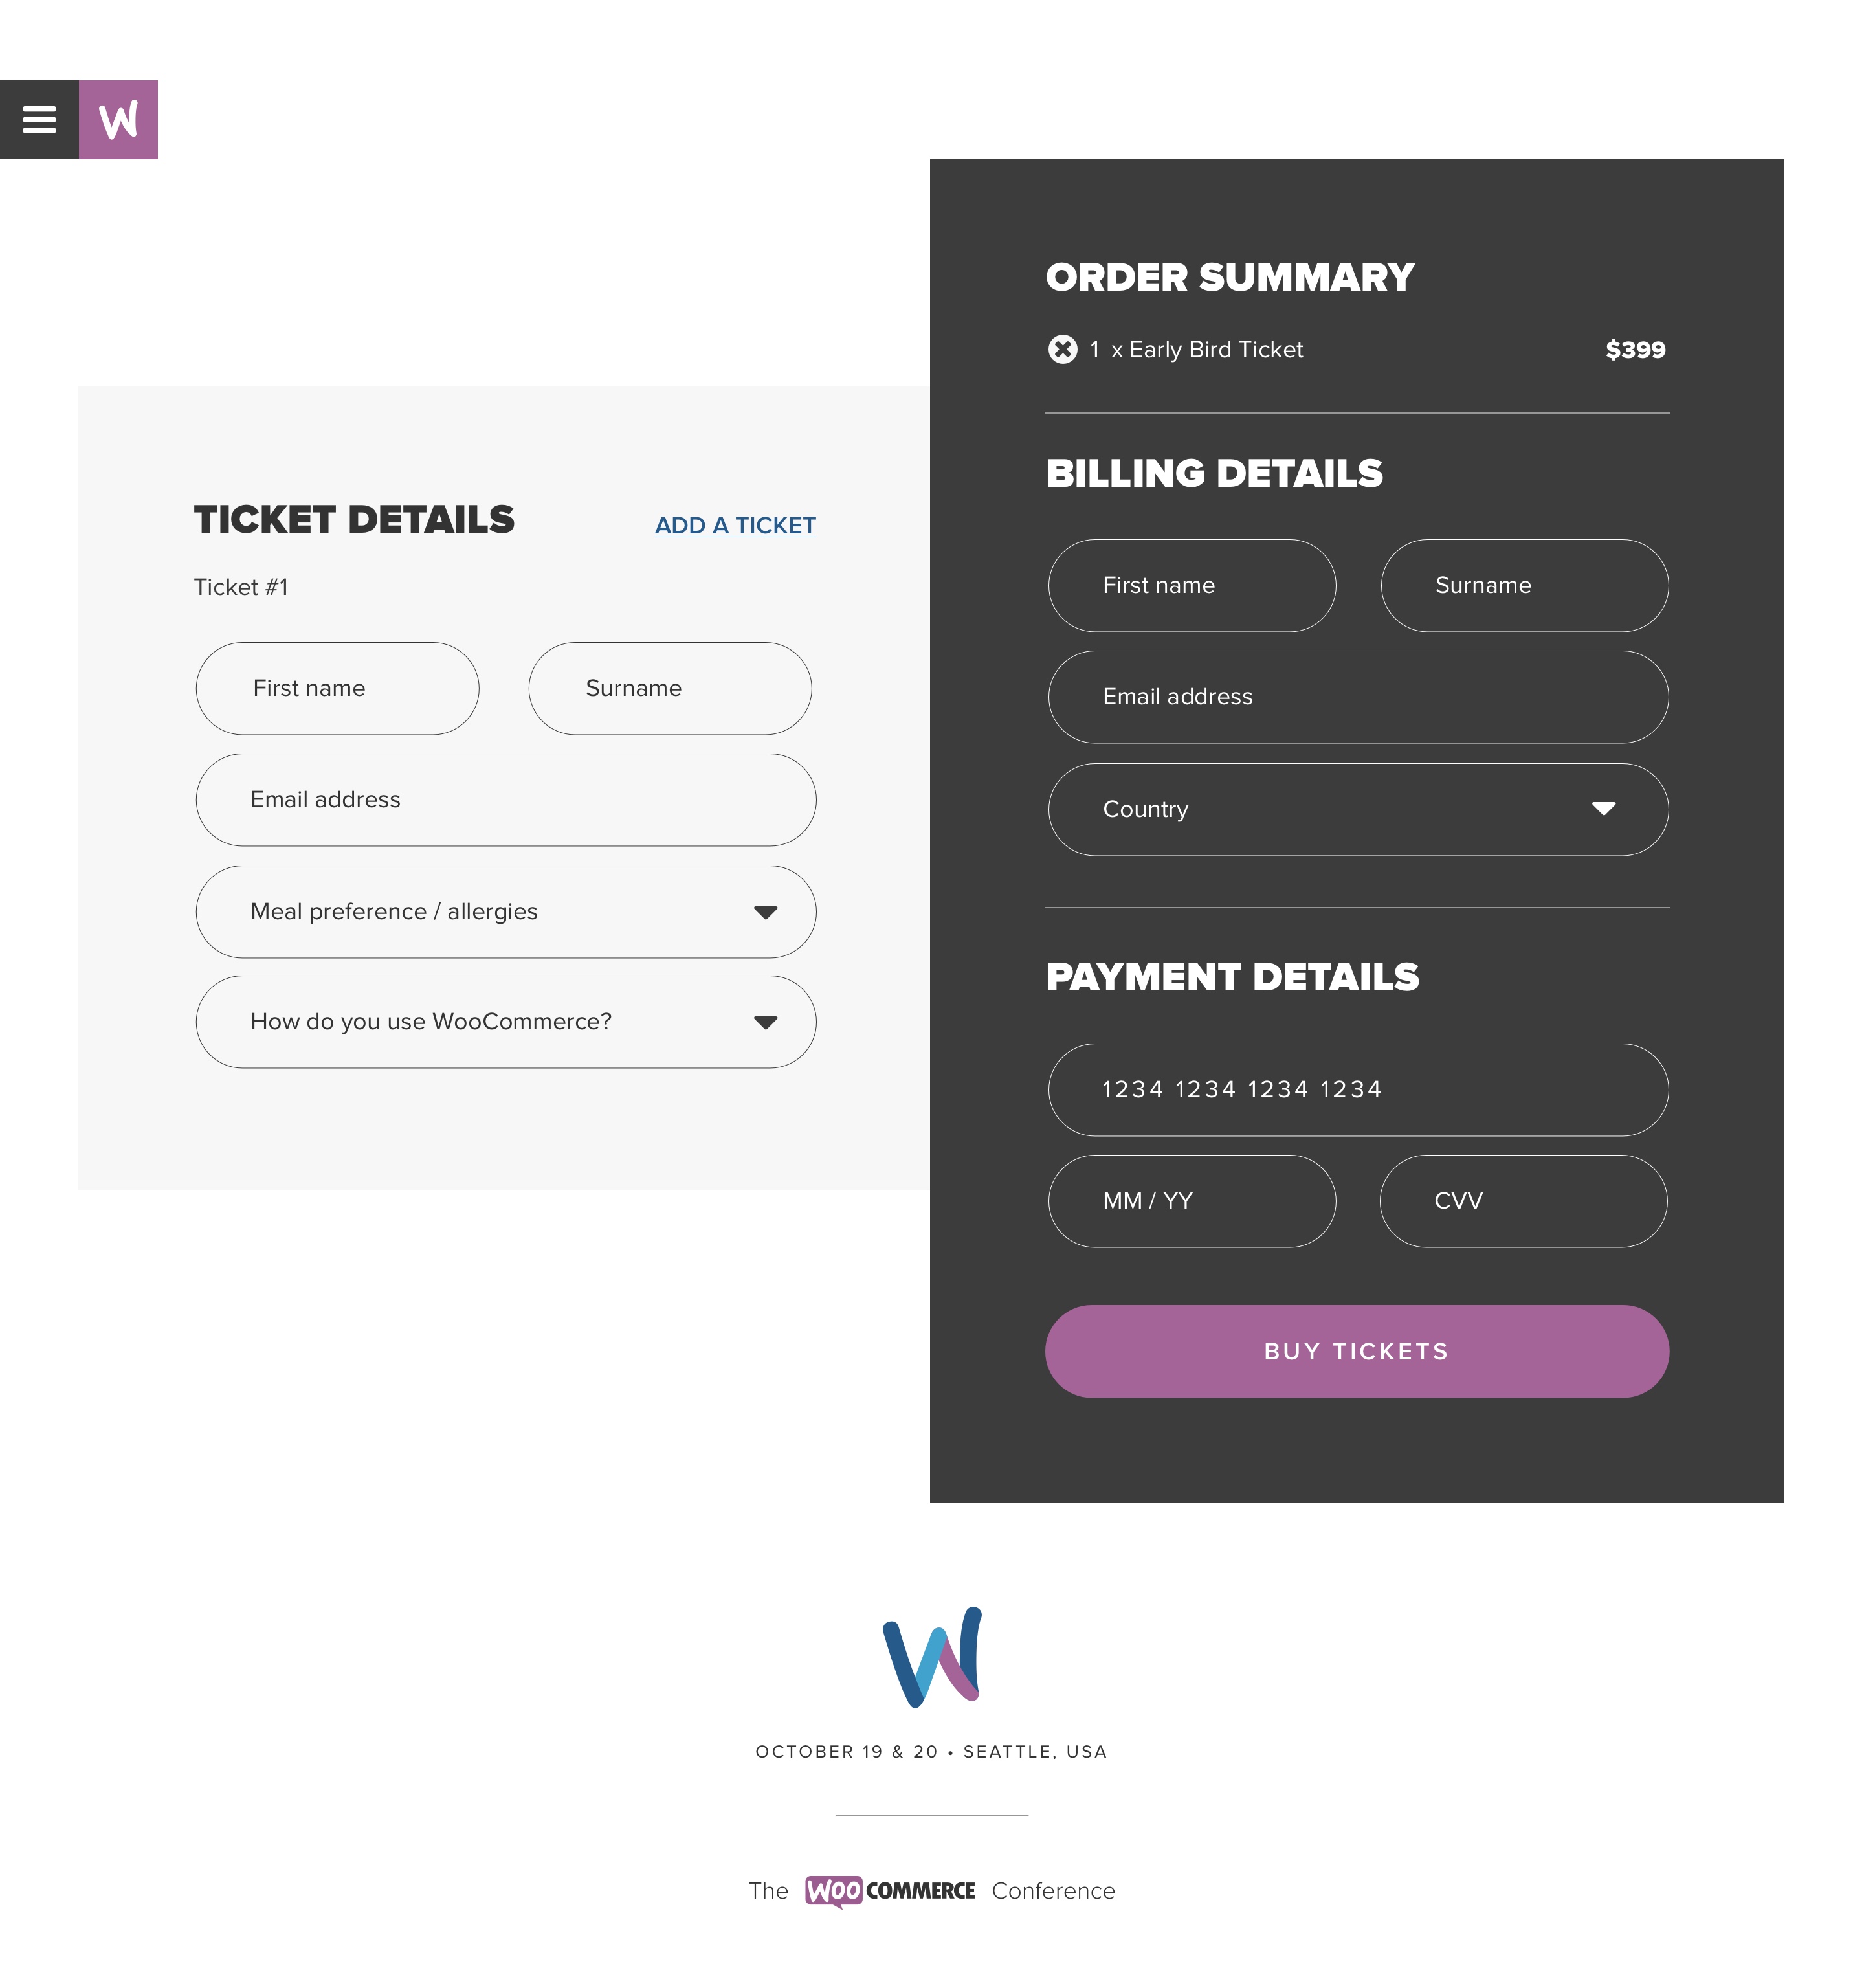 W
TICKET DETAILS
ADD A TICKET
Ticket #1
First name
Surname
Email address
Meal preference / allergies
How do you use WooCommerce?
ORDER SUMMARY
1 x Early Bird Ticket
$399
BILLING DETAILS
First name
Surname
Email address
Country
PAYMENT DETAILS
1234 1234 1234 1234
MM / YY
CVV
BUY TICKETS
W
OCTOBER 19 & 20 • SEATTLE, USA
The WOO COMMERCE Conference